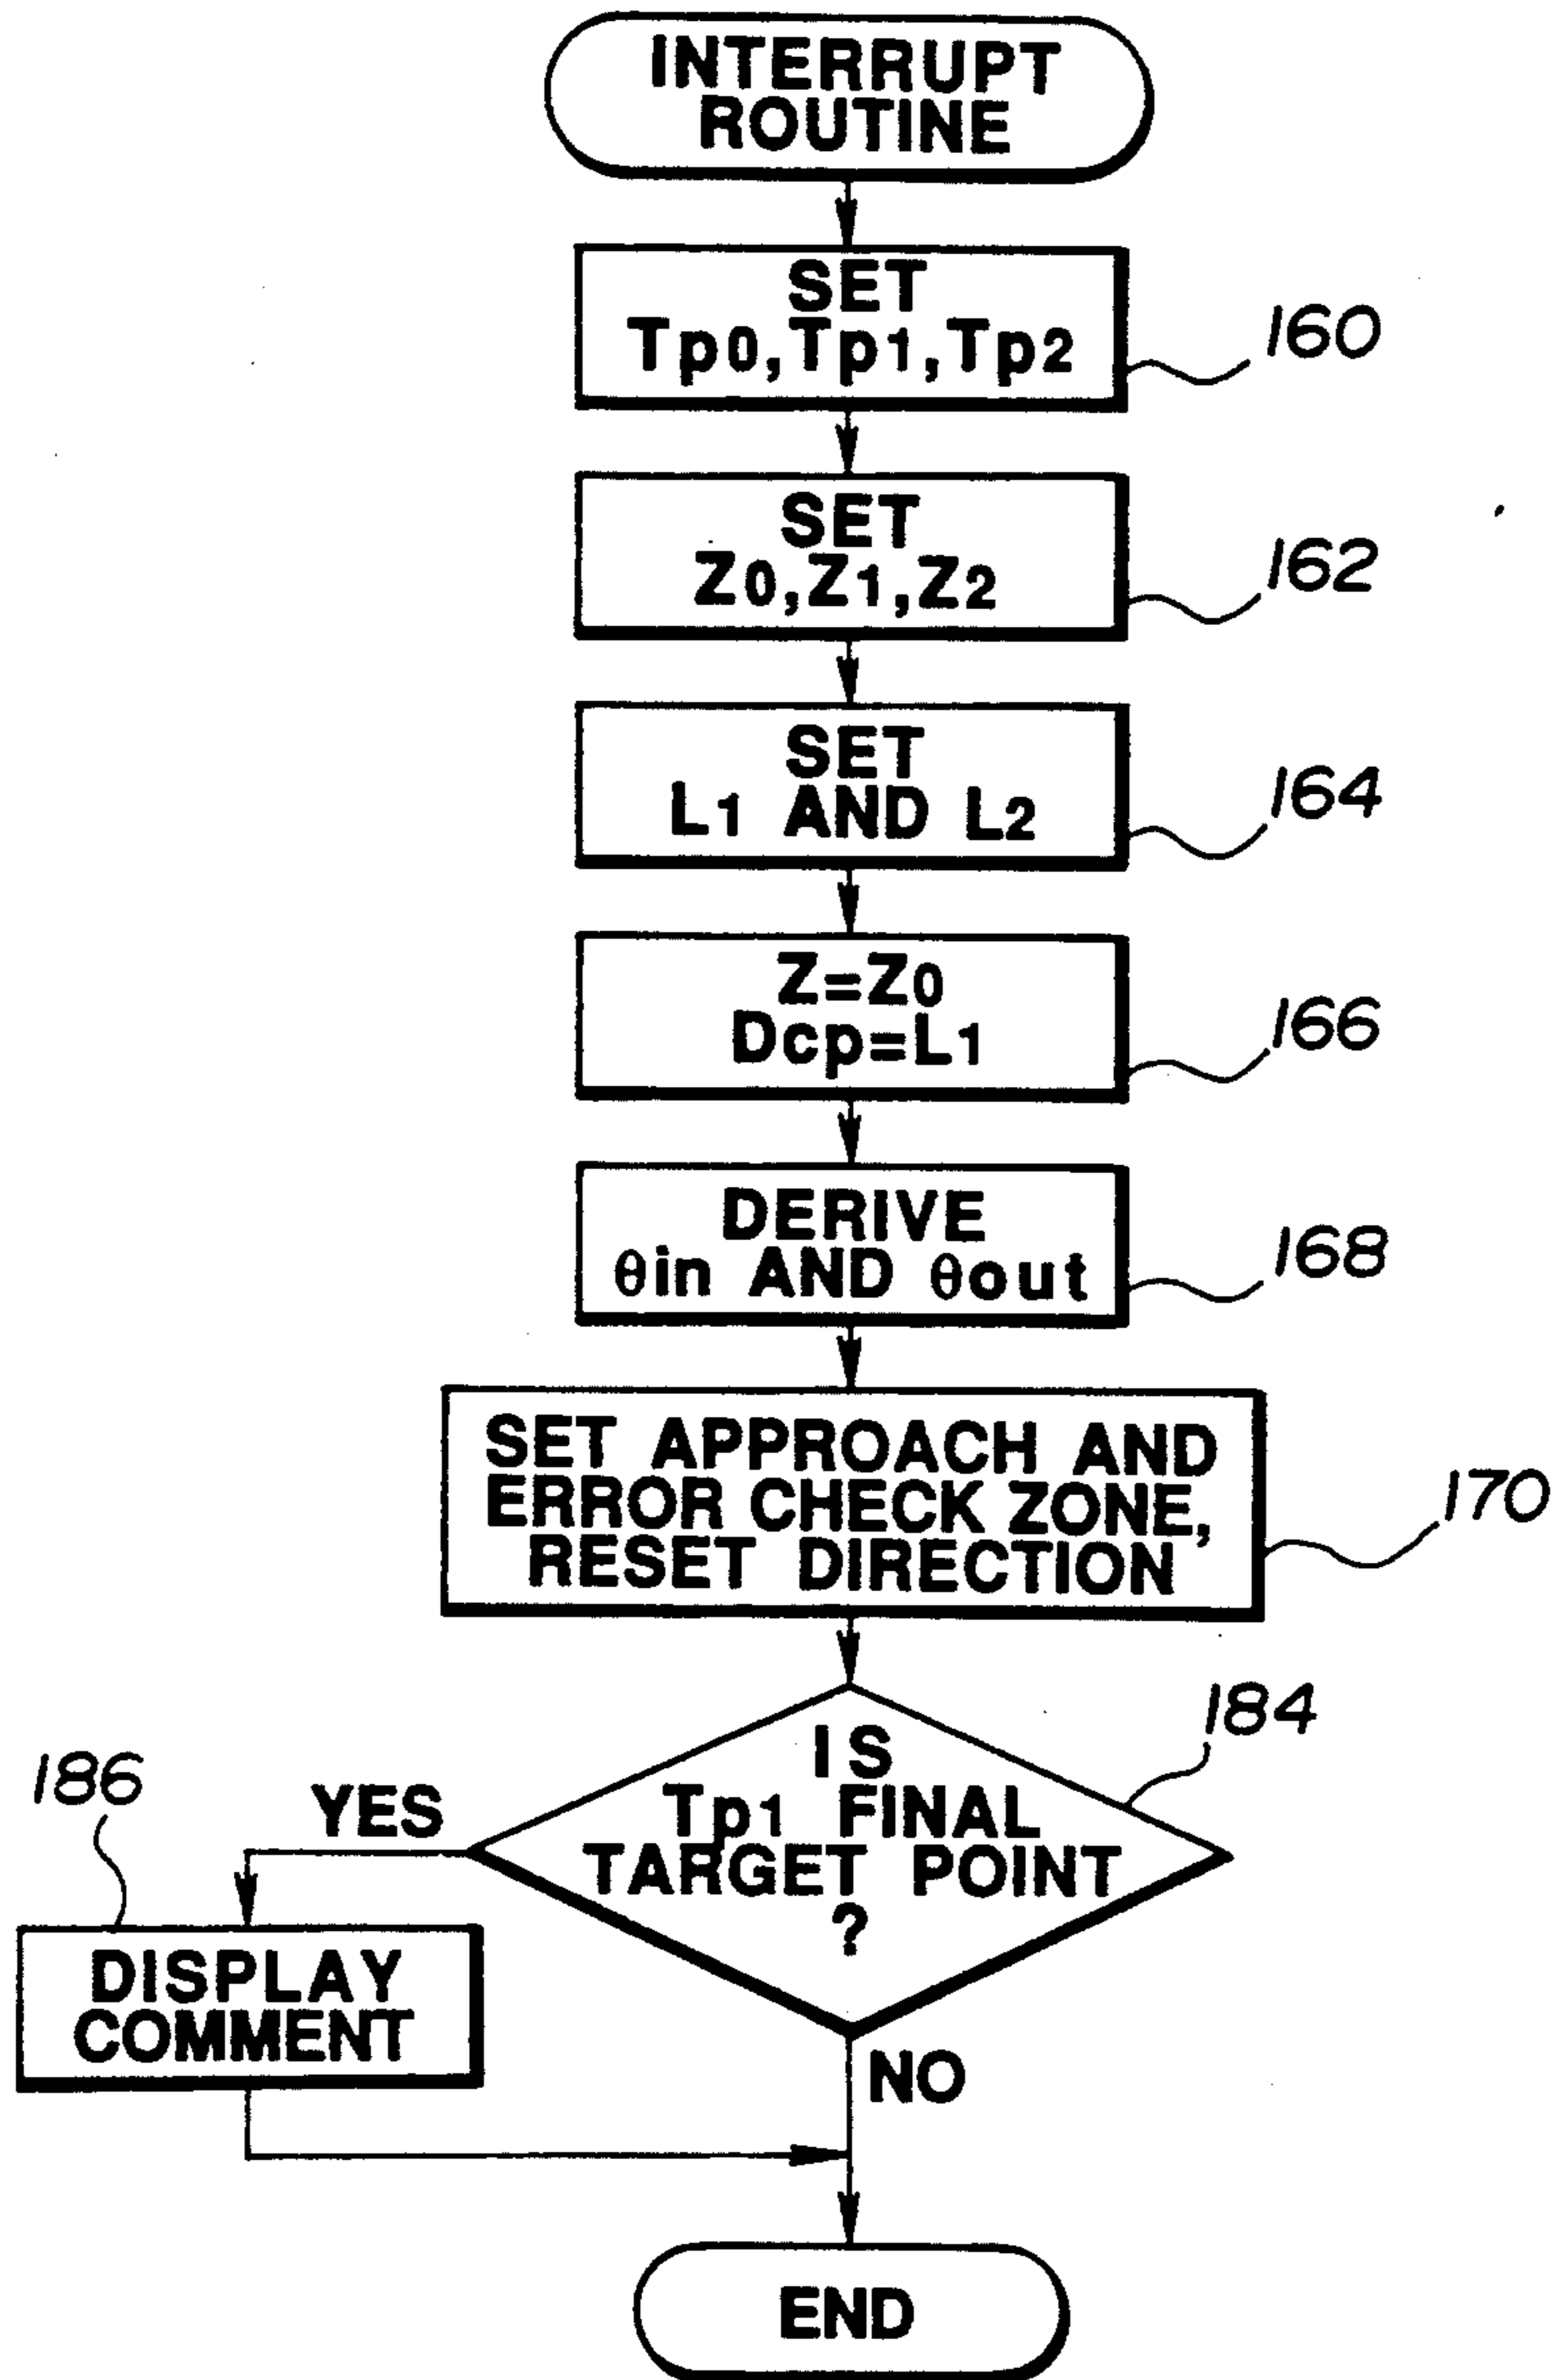 INTERRUPT
ROUTINE
SET
Tp0,Tp1,Tp2
160
SET
Z0,Z1,Z2
162
SET
L1 AND L2
164
Z=Z0
Dcp=L1
166
DERIVE
θin AND θout
168
SET APPROACH AND
ERROR CHECK ZONE,
RESET DIRECTION
170
184
IS
Tp1 FINAL
TARGET POINT
?
YES
186
DISPLAY
COMMENT
NO
END